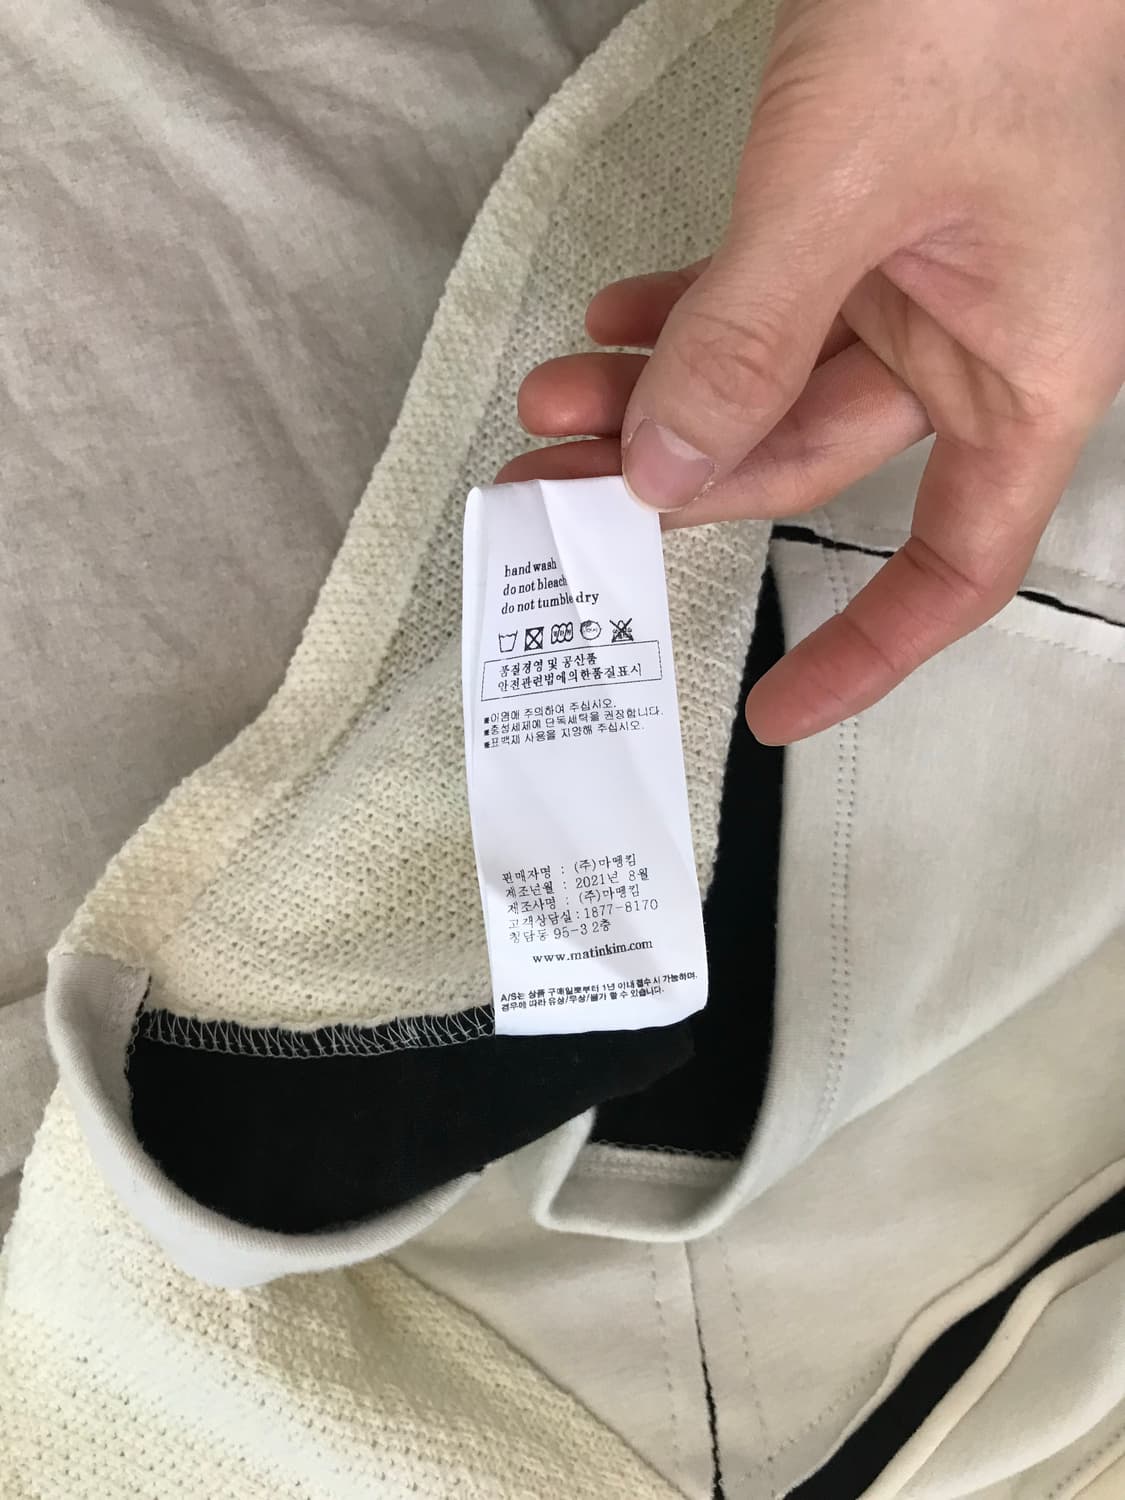 hand wash
do not bleach
do not tumble dry
품질경영 및 공산품
안전관련법에의한품질표시
■이염에 주의하여 주십시오.
■중성세제에 단독세탁을 권장합니다.
■표백제 사용을 지양해 주십시오.
판매자명 : (주)마뗑킴
제조년월 : 2021년 8월
제조사명 : (주)마뗑킴
고객상담실 : 1877-8170
청담동 95-3 2층
www.matinkim.com
A/S는 상품 구매일로부터 1년 이내 접수시 가능하며,
경우에 따라 유상/무상/불가 할 수 있습니다.